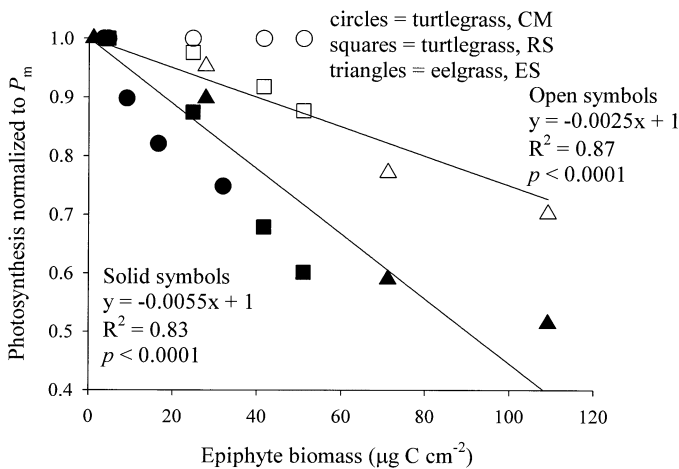 circles = turtlegrass, CM
squares = turtlegrass, RS
triangles = eelgrass, ES
Open symbols
y = -0.0025x + 1
R² = 0.87
p < 0.0001
Solid symbols
y = -0.0055x + 1
R² = 0.83
p < 0.0001
Photosynthesis normalized to Pm
1.0
0.9
0.8
0.7
0.6
0.5
0.4
0 20 40 60 80 100 120
Epiphyte biomass (µg C cm⁻²)